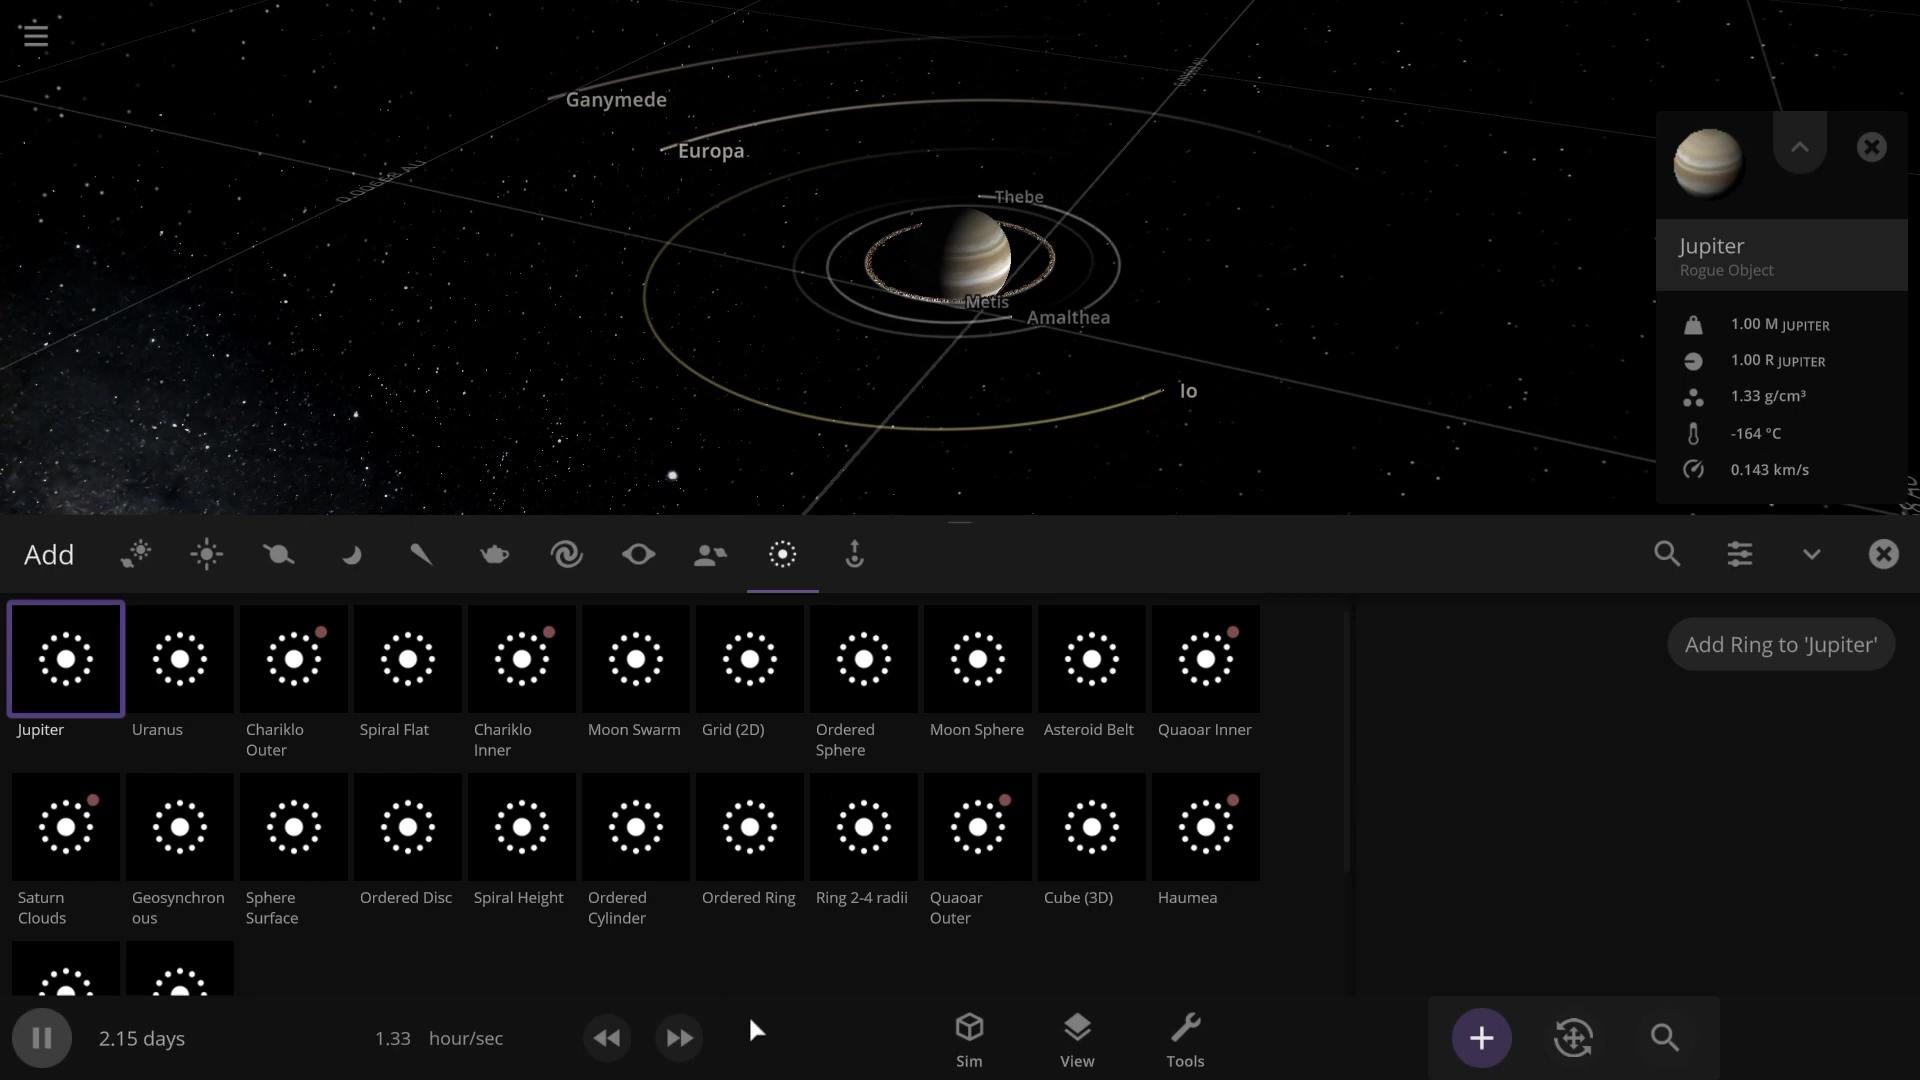 Ganymede
Europa
0.00668 AU
Thebe
Metis
Amalthea
Io
Jupiter
Rogue Object
1.00 M JUPITER
1.00 R JUPITER
1.33 g/cm³
-164 °C
0.143 km/s
Add
Add Ring to 'Jupiter'
Jupiter
Uranus
Chariklo
Outer
Spiral Flat
Chariklo
Inner
Moon Swarm
Grid (2D)
Ordered
Sphere
Moon Sphere
Asteroid Belt
Quaoar Inner
Saturn
Clouds
Geosynchron
ous
Sphere
Surface
Ordered Disc
Spiral Height
Ordered
Cylinder
Ordered Ring
Ring 2-4 radii
Quaoar
Outer
Cube (3D)
Haumea
2.15 days
1.33 hour/sec
Sim
View
Tools